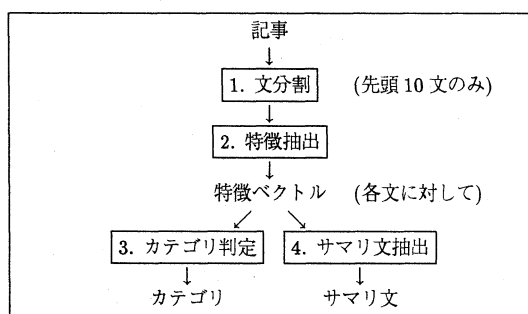 記事
↓
1. 文分割 (先頭 10 文のみ)
↓
2. 特徴抽出
↓
特徴ベクトル (各文に対して)
↙ ↘
3. カテゴリ判定 4. サマリ文抽出
↓ ↓
カテゴリ サマリ文